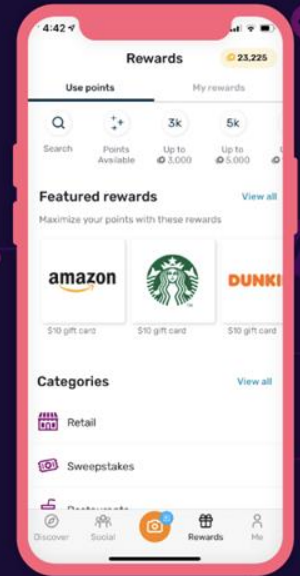 4:42
Rewards
23,225
Use points
My rewards
3k
5k
Search
Points Available
Up to 3,000
Up to 5,000
Featured rewards
View all
Maximize your points with these rewards
amazon
DUNKI
$10 gift card
$10 gift card
$10 gift card
Categories
View all
Retail
Sweepstakes
Restaurants
Discover
Social
Rewards
Me